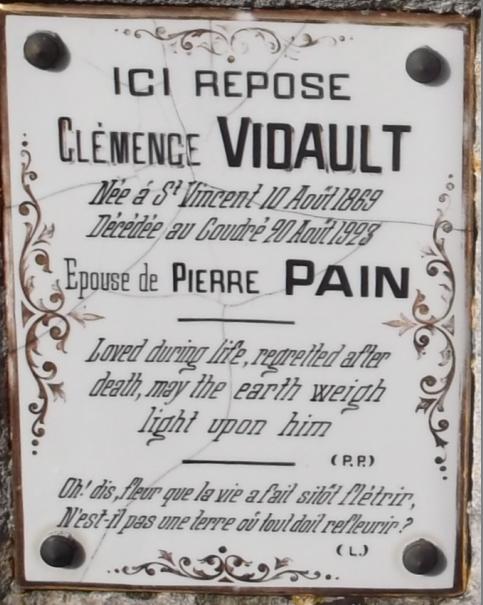 ICI REPOSE
CLÉMENCE VIDAULT
Née á St Vincent 10 Août 1869
Décédée au Coudré 20 Août 1923
Epouse de PIERRE PAIN
Loved during life, regretted after
death, may the earth weigh
light upon him
(P.P.)
Oh! dis, fleur que la vie a fait sitôt flétrir,
N'est-il pas une terre où tout doit refleurir?
(L.)